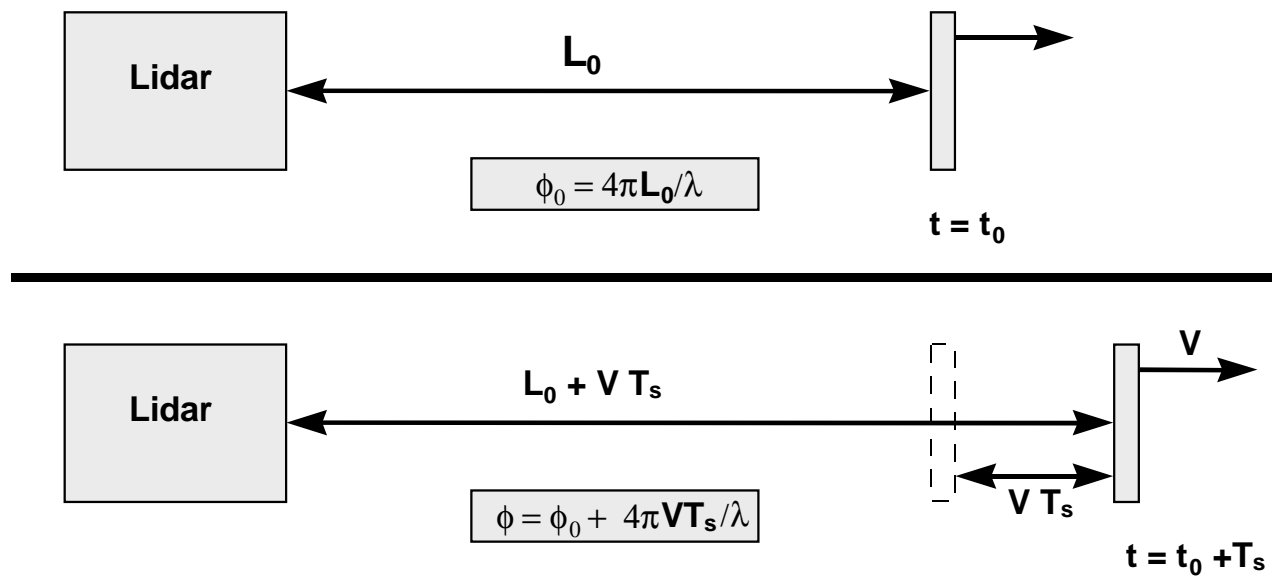 L₀
Lidar
ϕ₀ = 4πL₀/λ
t = t₀
V
L₀ + V Tₛ
Lidar
V Tₛ
ϕ = ϕ₀ + 4πVTₛ/λ
t = t₀ +Tₛ